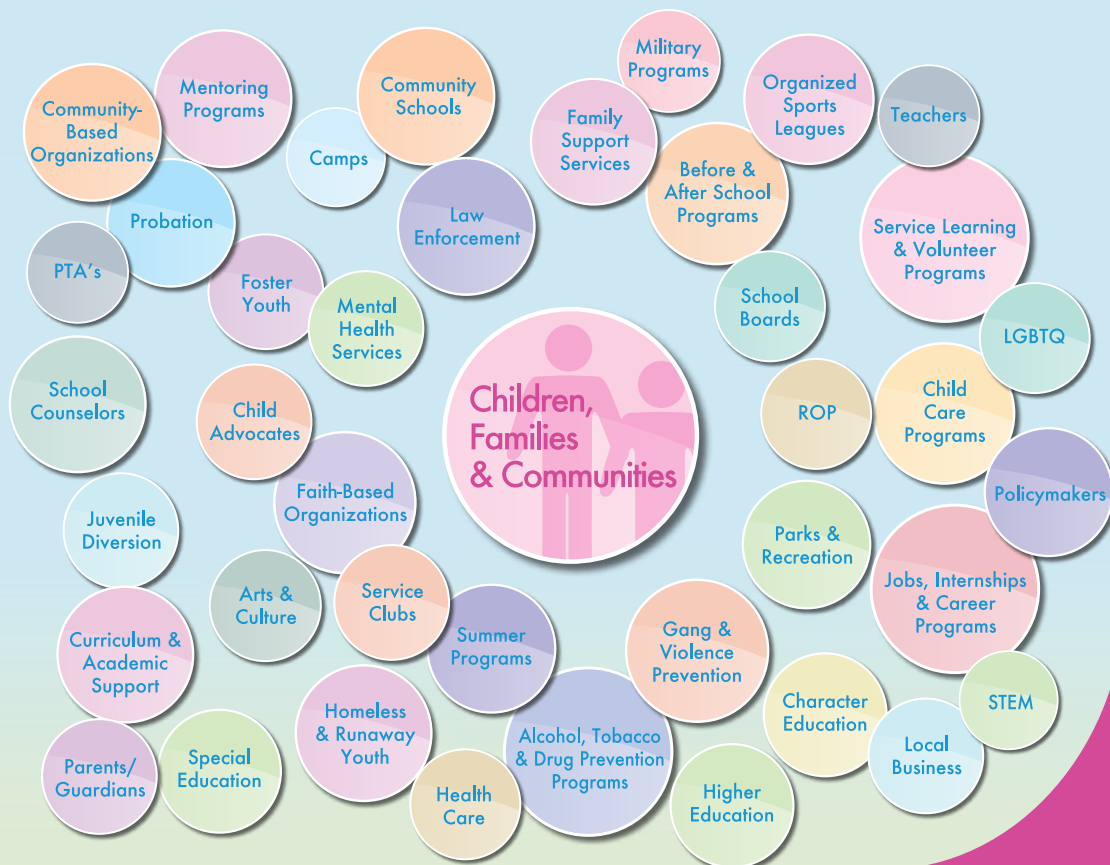 Community-
Based
Organizations
Mentoring
Programs
Camps
Community
Schools
Military
Programs
Family
Support
Services
Organized
Sports
Leagues
Teachers
Before &
After School
Programs
Probation
Law
Enforcement
Service Learning
& Volunteer
Programs
PTA's
Foster
Youth
Mental
Health
Services
School
Boards
LGBTQ
School
Counselors
Child
Advocates
Children,
Families
& Communities
ROP
Child
Care
Programs
Policymakers
Juvenile
Diversion
Faith-Based
Organizations
Parks &
Recreation
Jobs, Internships
& Career
Programs
Arts &
Culture
Service
Clubs
Summer
Programs
Gang &
Violence
Prevention
Curriculum &
Academic
Support
Homeless
& Runaway
Youth
Alcohol, Tobacco
& Drug Prevention
Programs
Character
Education
STEM
Local
Business
Parents/
Guardians
Special
Education
Health
Care
Higher
Education